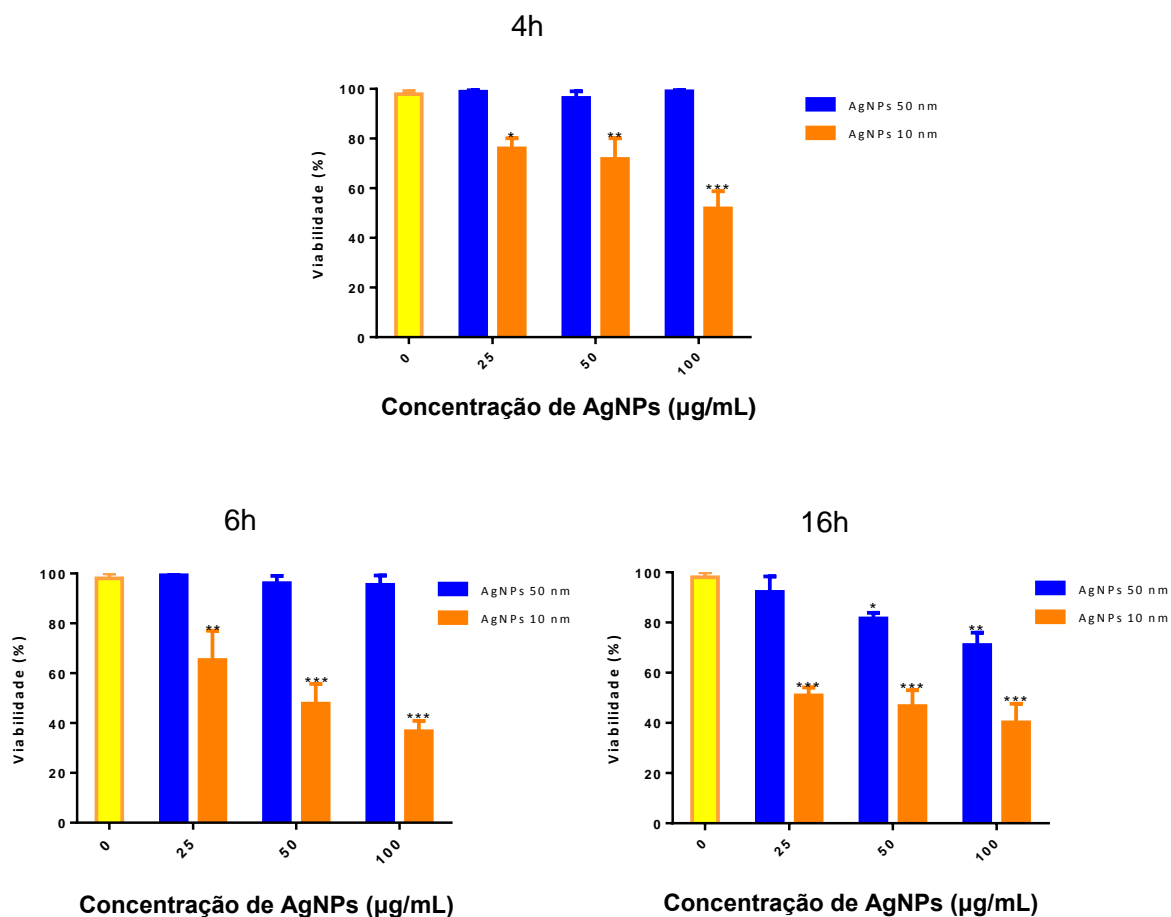 4h
100
80
60
40
20
0
Viabilidade (%)
*
**
***
AgNPs 50 nm
AgNPs 10 nm
0
25
50
100
Concentração de AgNPs (µg/mL)
6h
100
80
60
40
20
0
Viabilidade (%)
**
***
***
AgNPs 50 nm
AgNPs 10 nm
0
25
50
100
Concentração de AgNPs (µg/mL)
16h
100
80
60
40
20
0
Viabilidade (%)
***
*
***
**
***
AgNPs 50 nm
AgNPs 10 nm
0
25
50
100
Concentração de AgNPs (µg/mL)